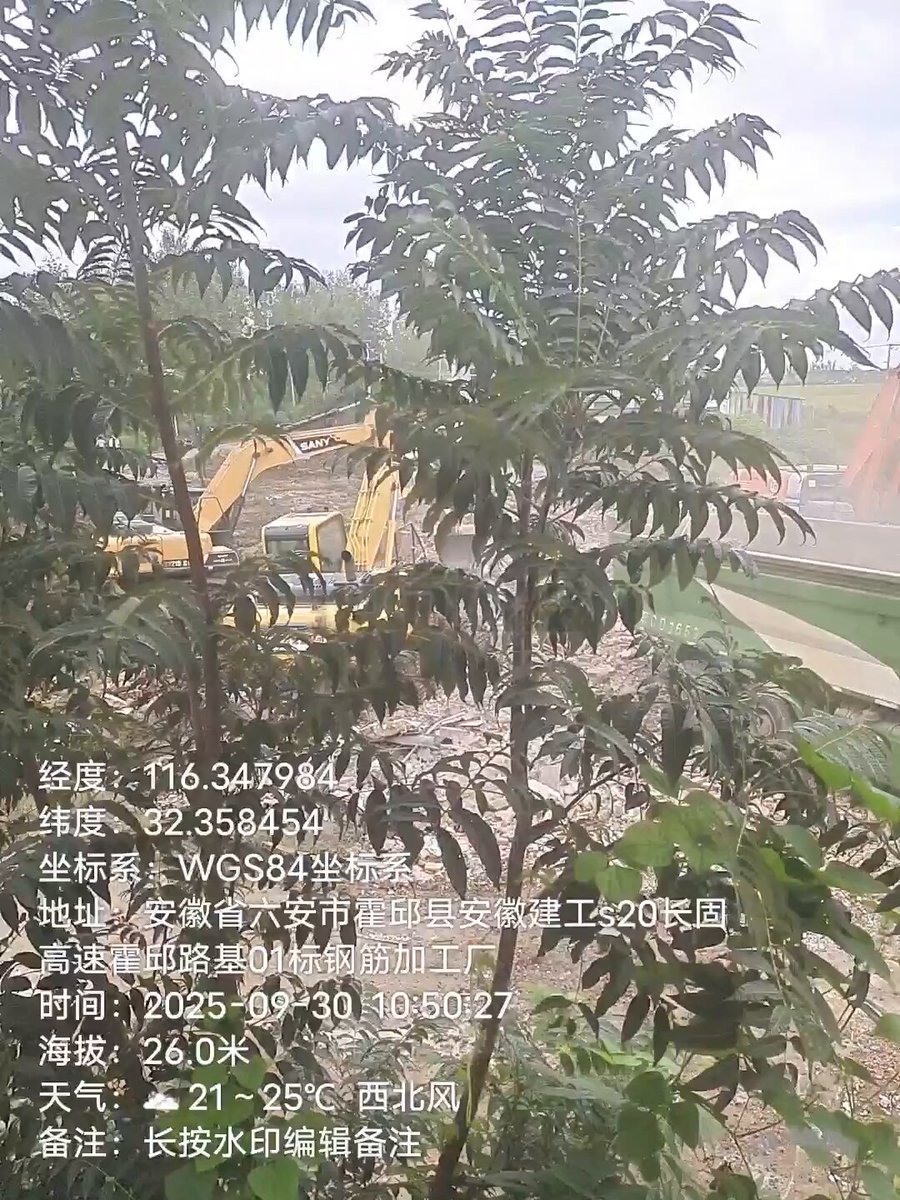 SANY
经度：116.347984
纬度：32.358454
坐标系：WGS84坐标系
地址：安徽省六安市霍邱县安徽建工s20长固
高速霍邱路基01标钢筋加工厂
时间：2025-09-30 10:50:27
海拔：26.0米
天气：☁ 21～25℃ 西北风
备注：长按水印编辑备注